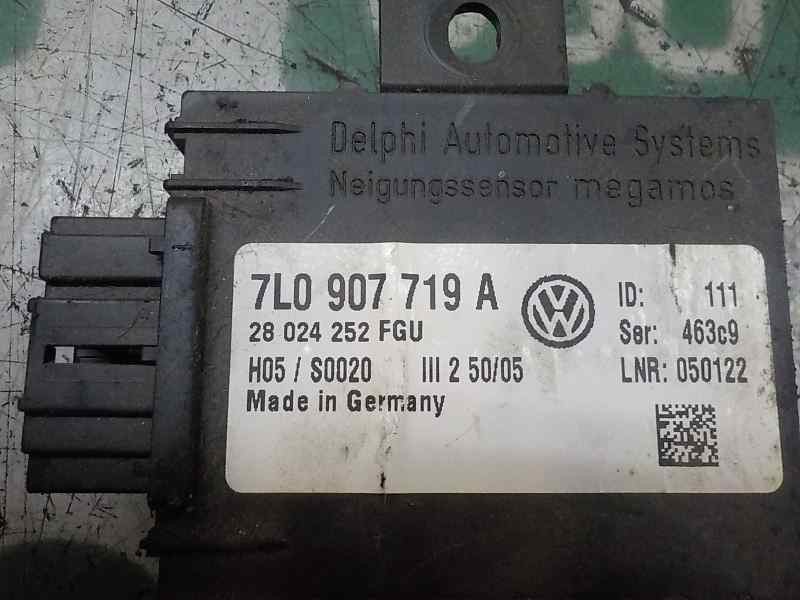 Delphi Automotive Systems
Neigungssensor megamos
7L0 907 719 A
28 024 252 FGU
H05 / S0020 III 2 50/05
Made in Germany
VW
ID: 111
Ser: 463c9
LNR: 050122